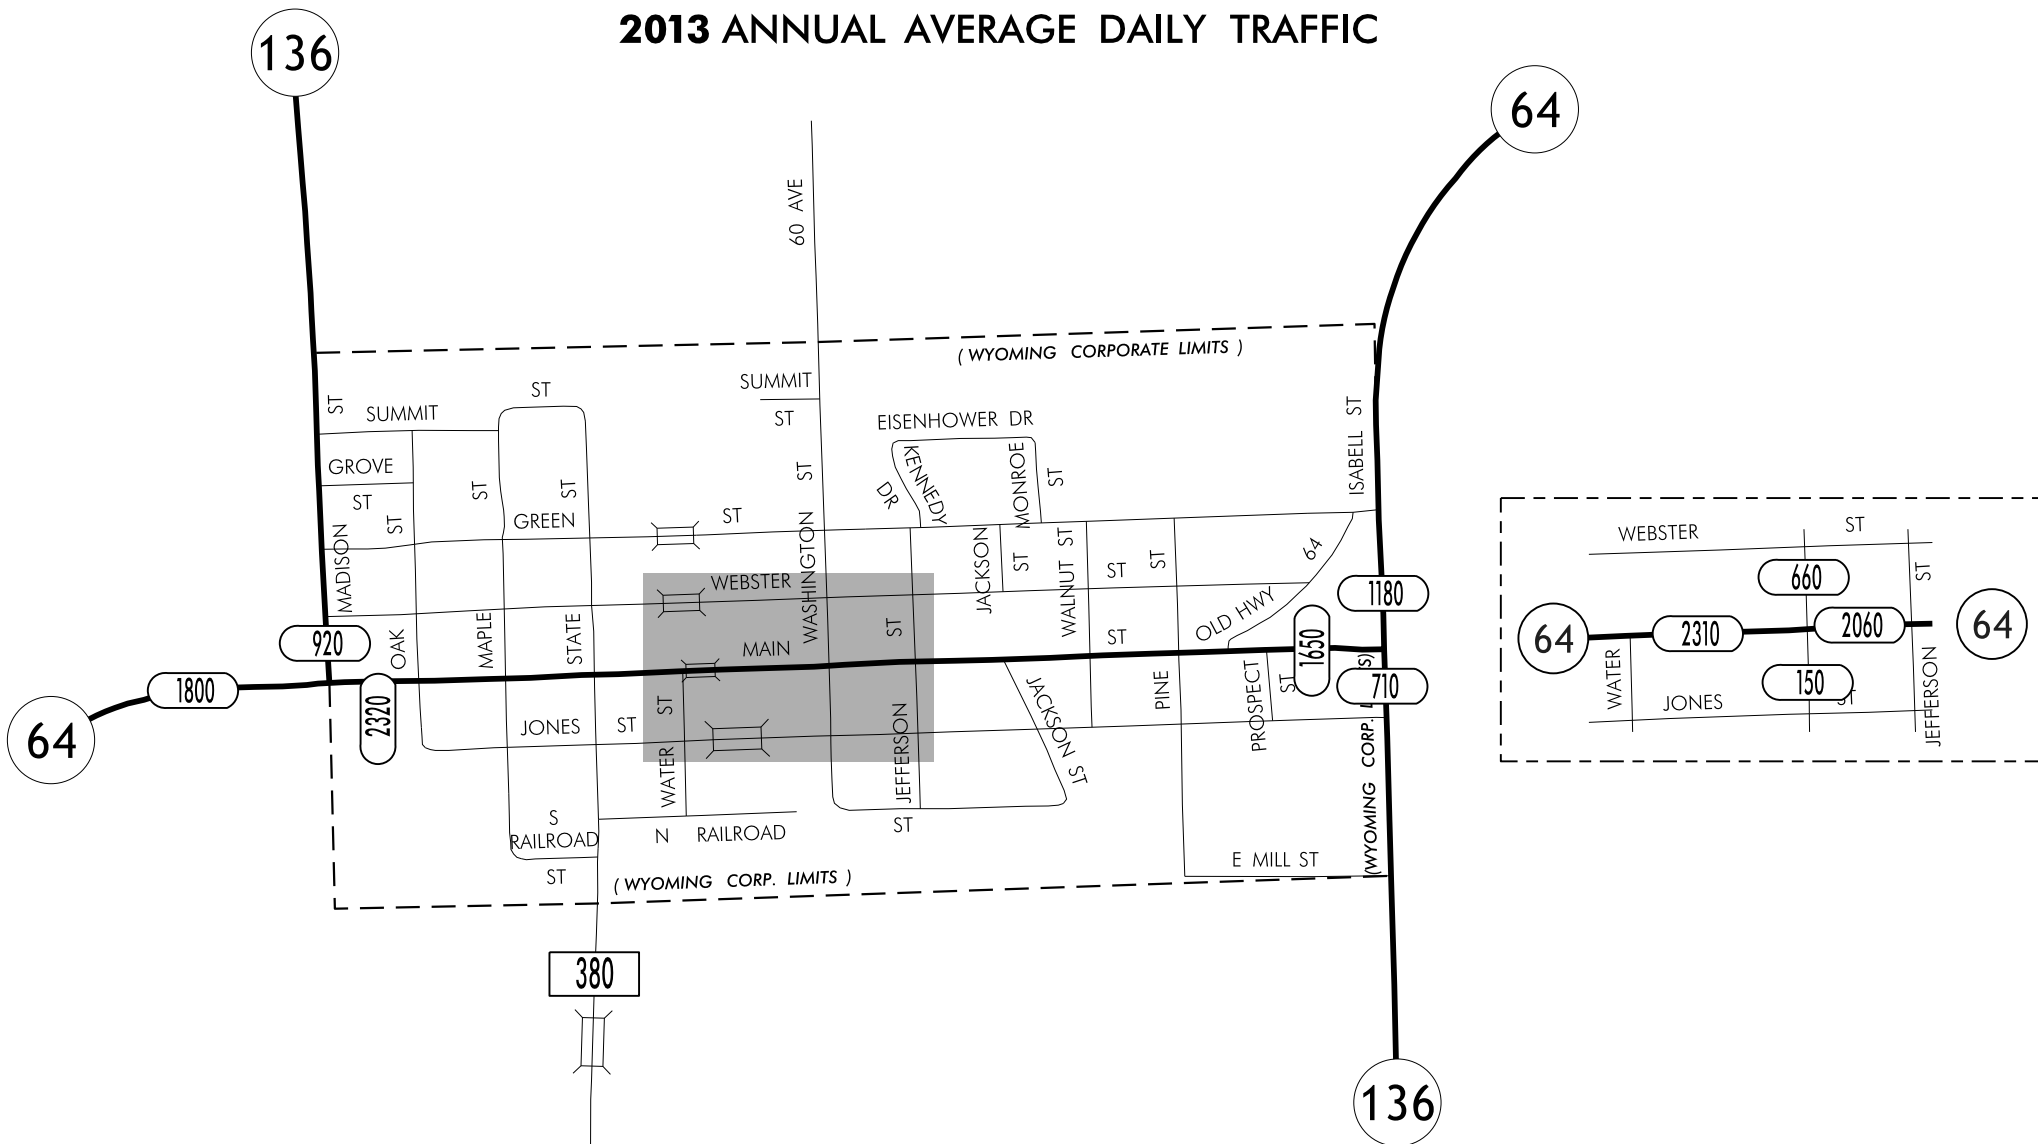 2013 ANNUAL AVERAGE DAILY TRAFFIC
136
64
60 AVE
( WYOMING CORPORATE LIMITS )
SUMMIT
ST
ST
SUMMIT
ST
EISENHOWER DR
ISABELL ST
GROVE
ST
ST
ST
ST
ST
KENNEDY
DR
MONROE
ST
GREEN
ST
MADISON
WASHINGTON
JACKSON
ST
WALNUT ST
ST
ST
64
WEBSTER
1180
OLD HWY
920
OAK
MAPLE
STATE
MAIN
ST
ST
1650
1800
2320
64
JONES
ST
WATER
ST
JEFFERSON
JACKSON ST
PINE
PROSPECT
ST
710
(WYOMING CORP. LIMITS)
S
RAILROAD
ST
N
RAILROAD
ST
E MILL ST
( WYOMING CORP. LIMITS )
380
136
WEBSTER
ST
660
ST
64
2310
2060
64
WATER
JONES
150
ST
JEFFERSON